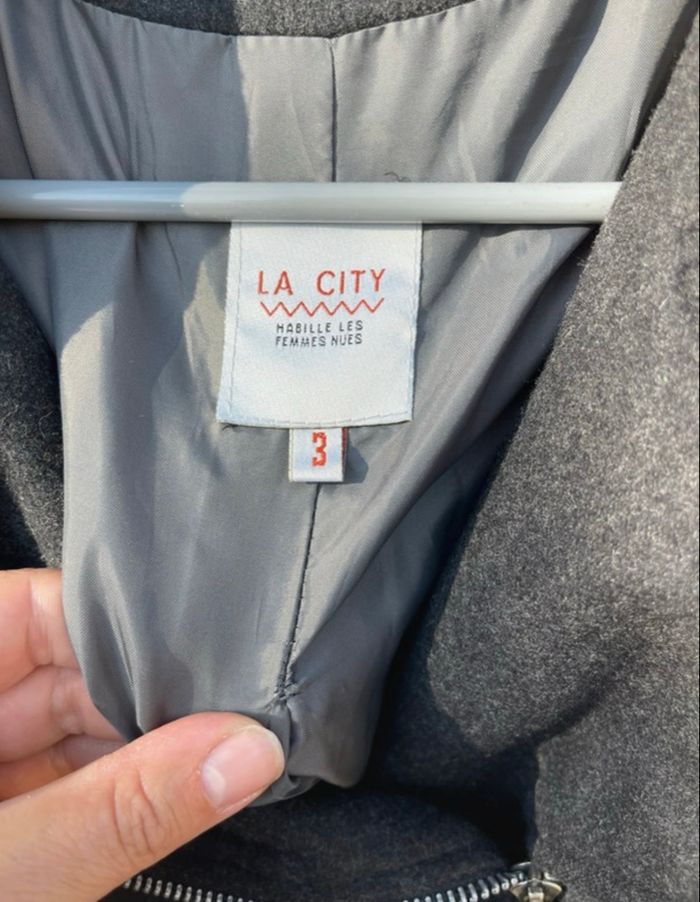 LA CITY
HABILLE LES
FEMMES NUES
3